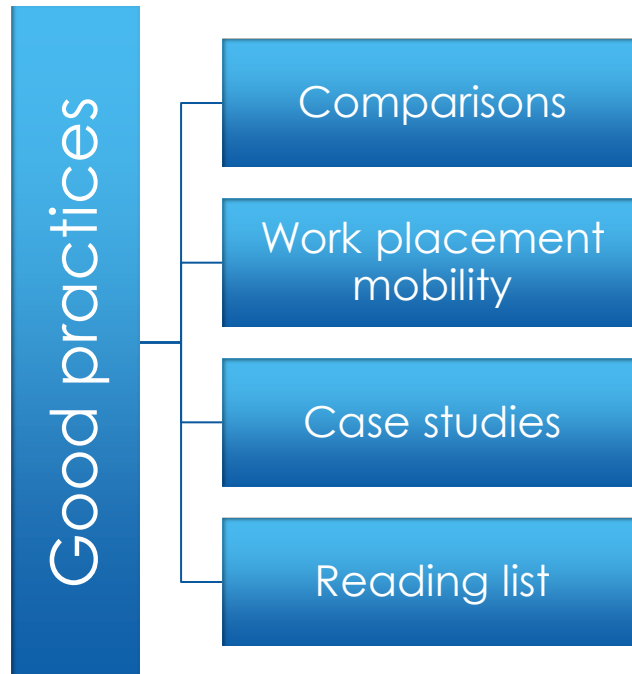 Good practices
Comparisons
Work placement
mobility
Case studies
Reading list